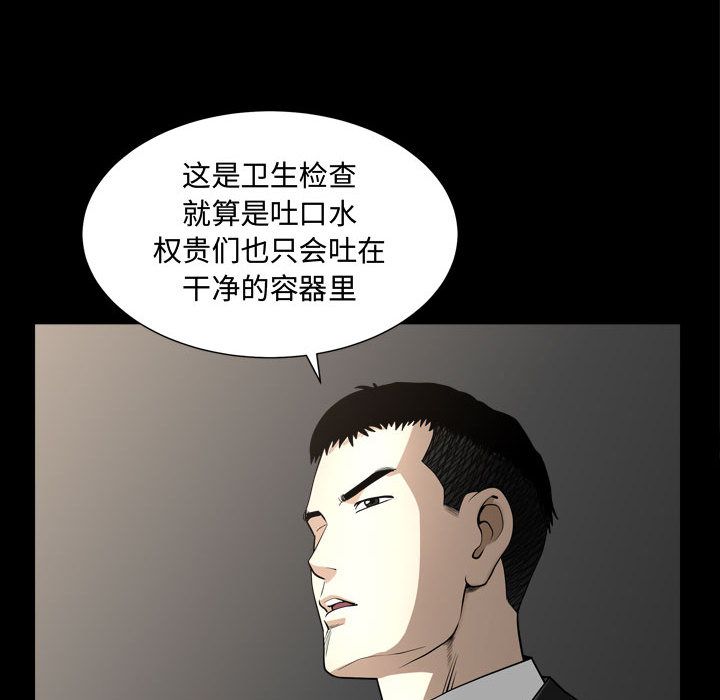 这是卫生检查
就算是吐口水
权贵们也只会吐在
干净的容器里